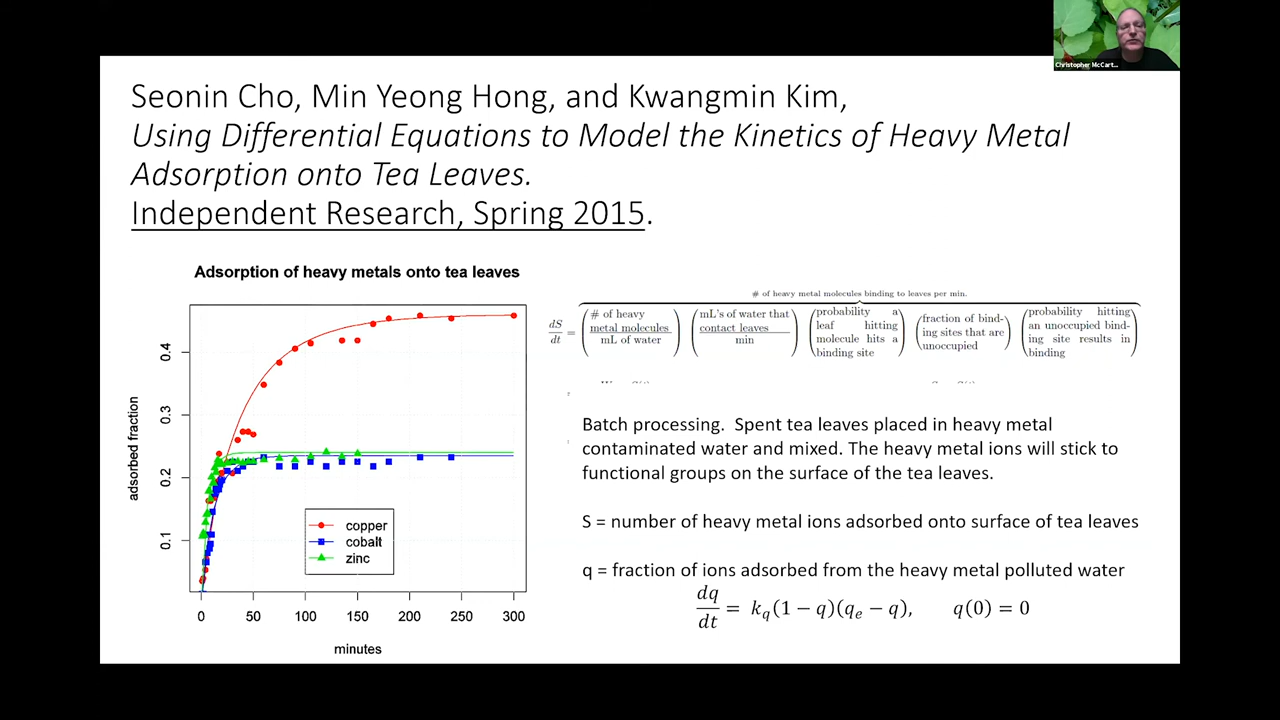 Christopher McCart...
Seonin Cho, Min Yeong Hong, and Kwangmin Kim,
Using Differential Equations to Model the Kinetics of Heavy Metal
Adsorption onto Tea Leaves.
Independent Research, Spring 2015.
Adsorption of heavy metals onto tea leaves
adsorbed fraction
0.4
0.3
0.2
0.1
copper
cobalt
zinc
0 50 100 150 200 250 300
minutes
# of heavy metal molecules binding to leaves per min.
dS/dt =
# of heavy
metal molecules
mL of water
mL's of water that
contact leaves
min
probability a
leaf hitting
molecule hits a
binding site
fraction of bind-
ing sites that are
unoccupied
probability hitting
an unoccupied bind-
ing site results in
binding
Batch processing. Spent tea leaves placed in heavy metal
contaminated water and mixed. The heavy metal ions will stick to
functional groups on the surface of the tea leaves.
S = number of heavy metal ions adsorbed onto surface of tea leaves
q = fraction of ions adsorbed from the heavy metal polluted water
dq/dt = k_q(1 − q)(q_e − q), q(0) = 0